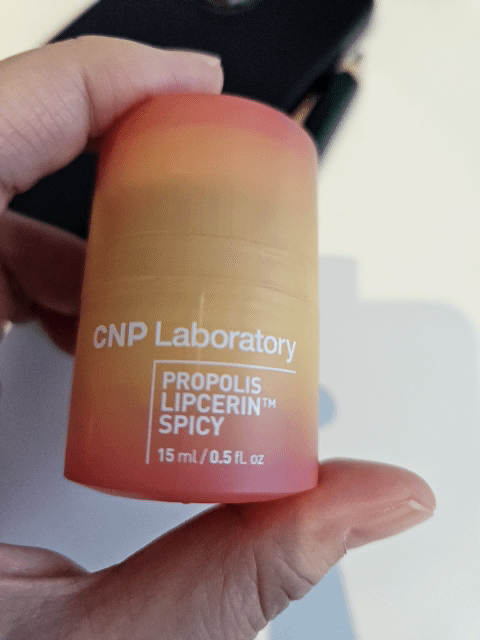 CNP Laboratory
PROPOLIS
LIPCERIN™
SPICY
15 ml / 0.5 fl. oz